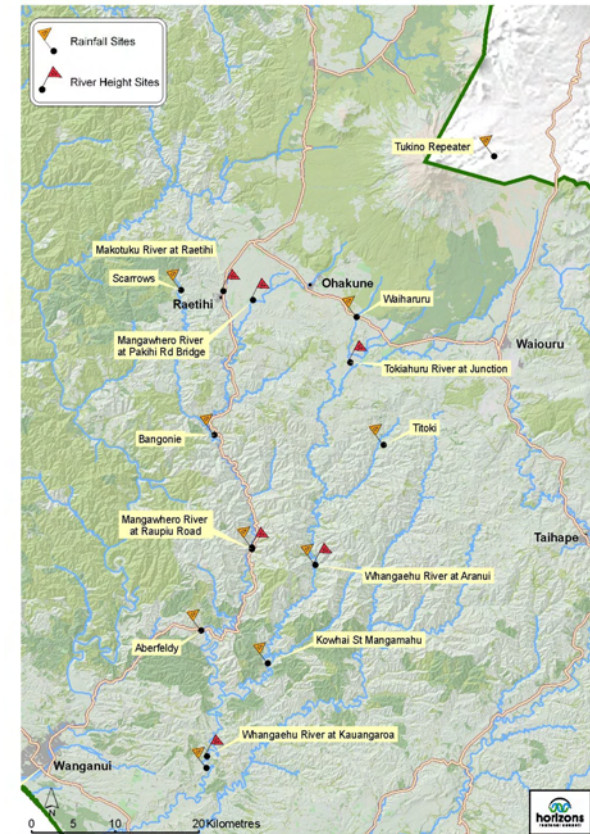 Rainfall Sites
River Height Sites
Tukino Repeater
Makotuku River at Raetihi
Scarrows
Raetihi
Ohakune
Waiharuru
Mangawhero River
at Pakihi Rd Bridge
Waiouru
Tokiahuru River at Junction
Bangonie
Titoki
Mangawhero River
at Raupiu Road
Taihape
Whangaehu River at Aranui
Aberfeldy
Kowhai St Mangamahu
Whangaehu River at Kauangaroa
Wanganui
N
0 10 20 Kilometres
horizons
regional council